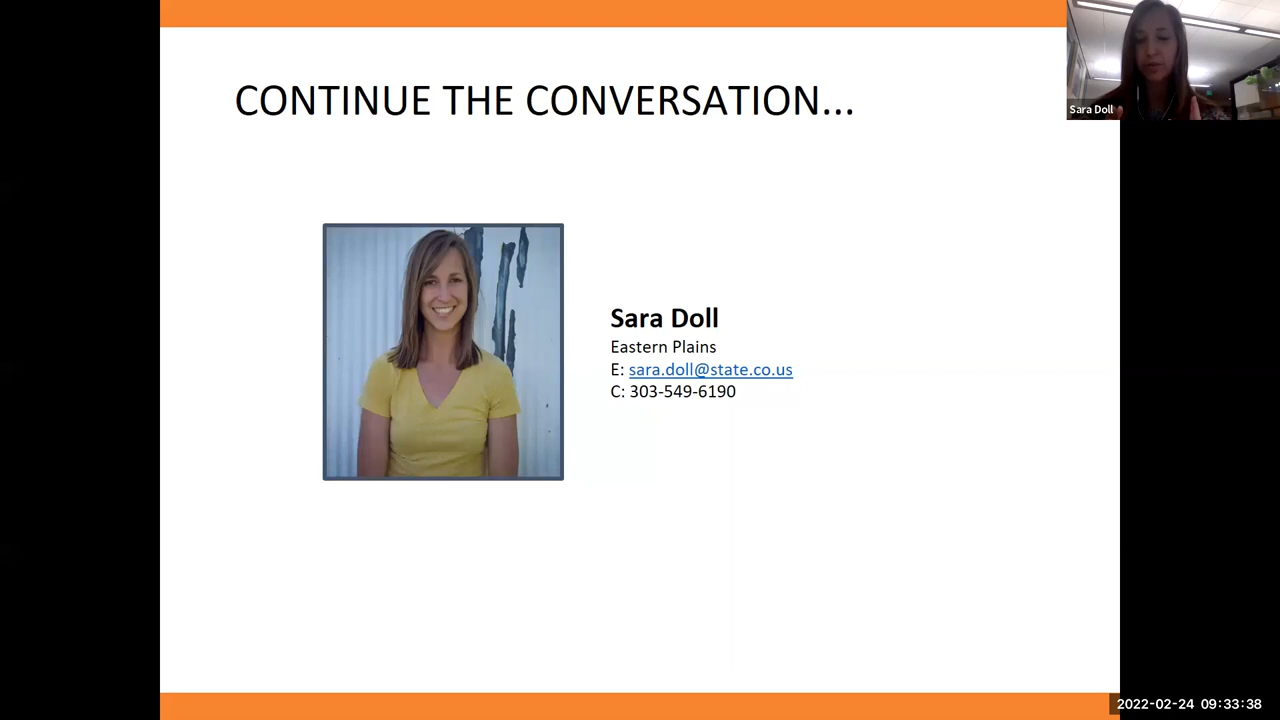 CONTINUE THE CONVERSATION...
Sara Doll
Sara Doll
Eastern Plains
E: sara.doll@state.co.us
C: 303-549-6190
2022-02-24 09:33:38